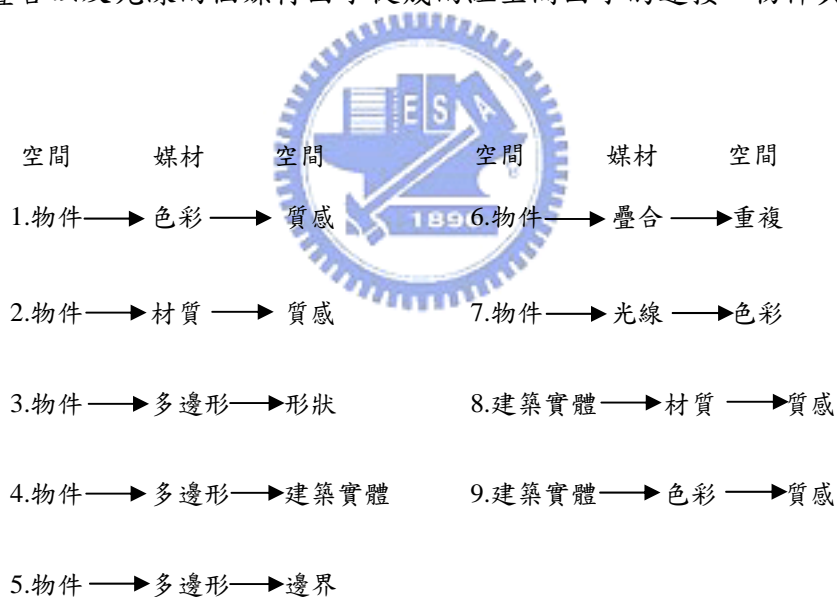 空間 媒材 空間 空間 媒材 空間
1.物件 → 色彩 → 質感 6.物件 → 疊合 → 重複
2.物件 → 材質 → 質感 7.物件 → 光線 → 色彩
3.物件 → 多邊形 → 形狀 8.建築實體 → 材質 → 質感
4.物件 → 多邊形 → 建築實體 9.建築實體 → 色彩 → 質感
5.物件 → 多邊形 → 邊界
ESA
1896